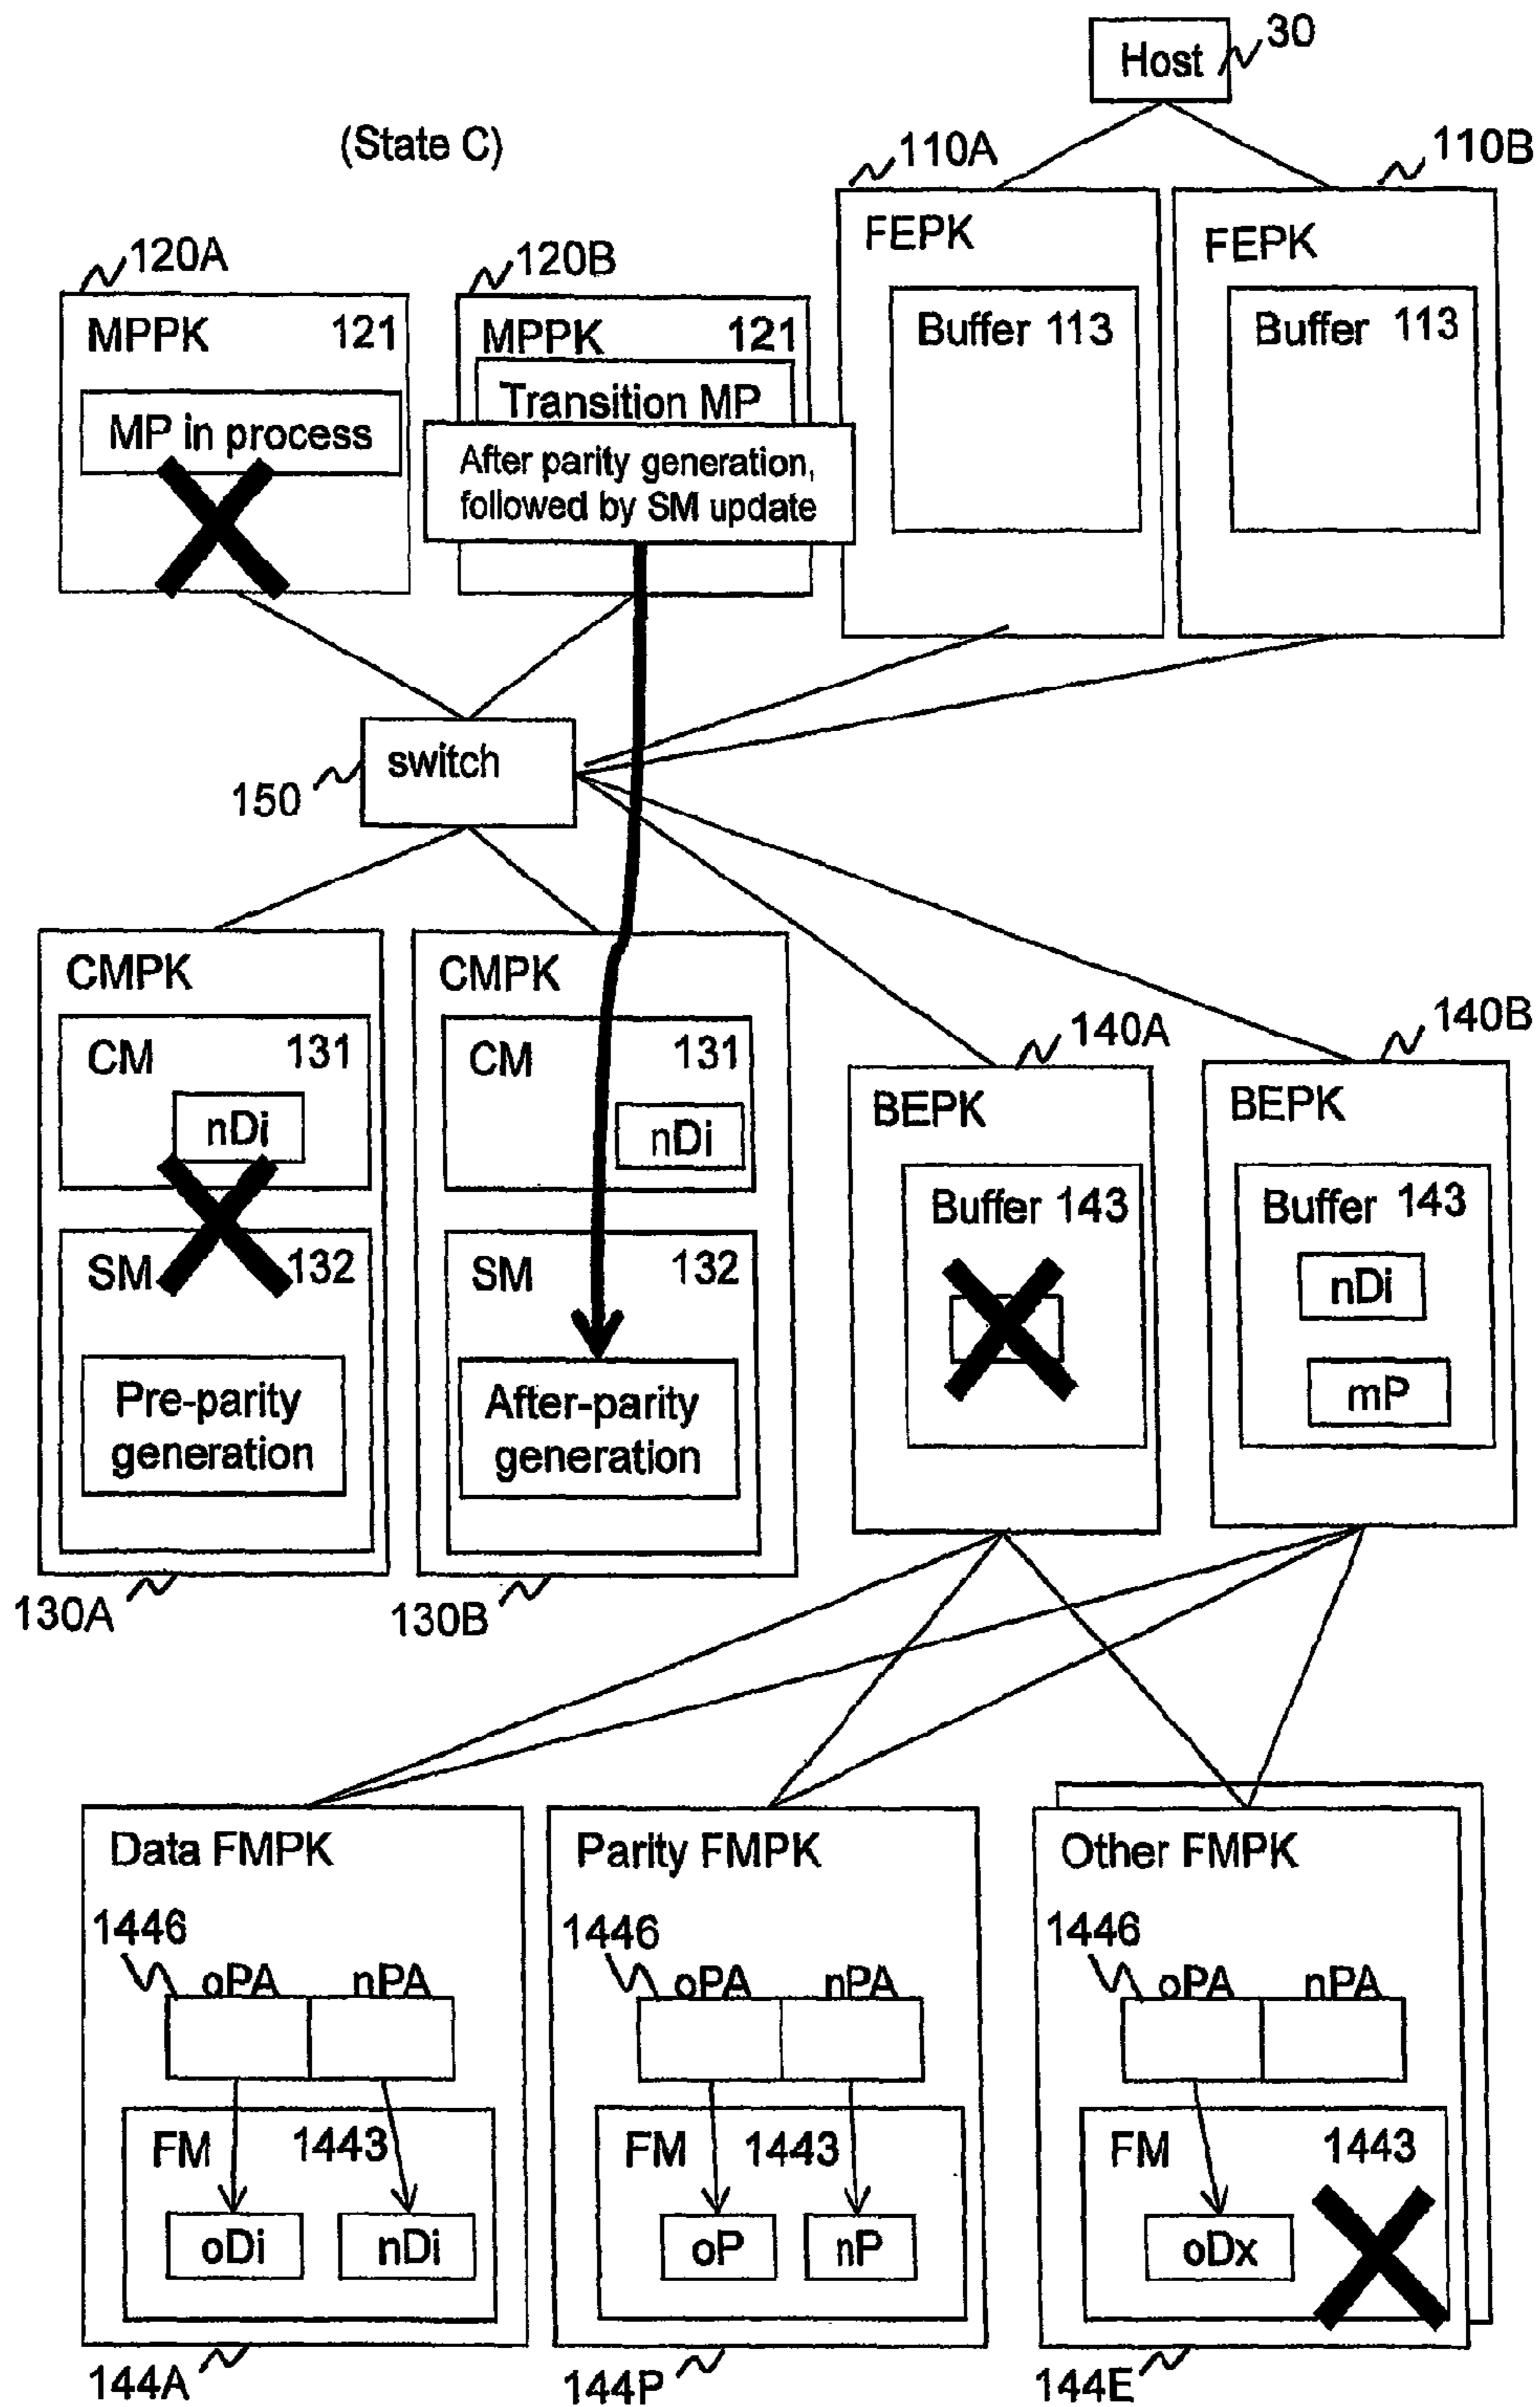 Host
30
(State C)
110A
110B
FEPK
FEPK
120A
120B
MPPK 121
MPPK 121
Buffer 113
Buffer 113
MP in process
Transition MP
After parity generation,
followed by SM update
switch
150
CMPK
CMPK
CM 131
CM 131
140A
140B
nDi
nDi
BEPK
BEPK
Buffer 143
Buffer 143
SM 132
SM 132
nDi
Pre-parity
generation
After-parity
generation
mP
130A
130B
Data FMPK
Parity FMPK
Other FMPK
1446
1446
1446
oPA nPA
oPA nPA
oPA nPA
FM 1443
FM 1443
FM 1443
oDi
nDi
oP
nP
oDx
144A
144P
144E